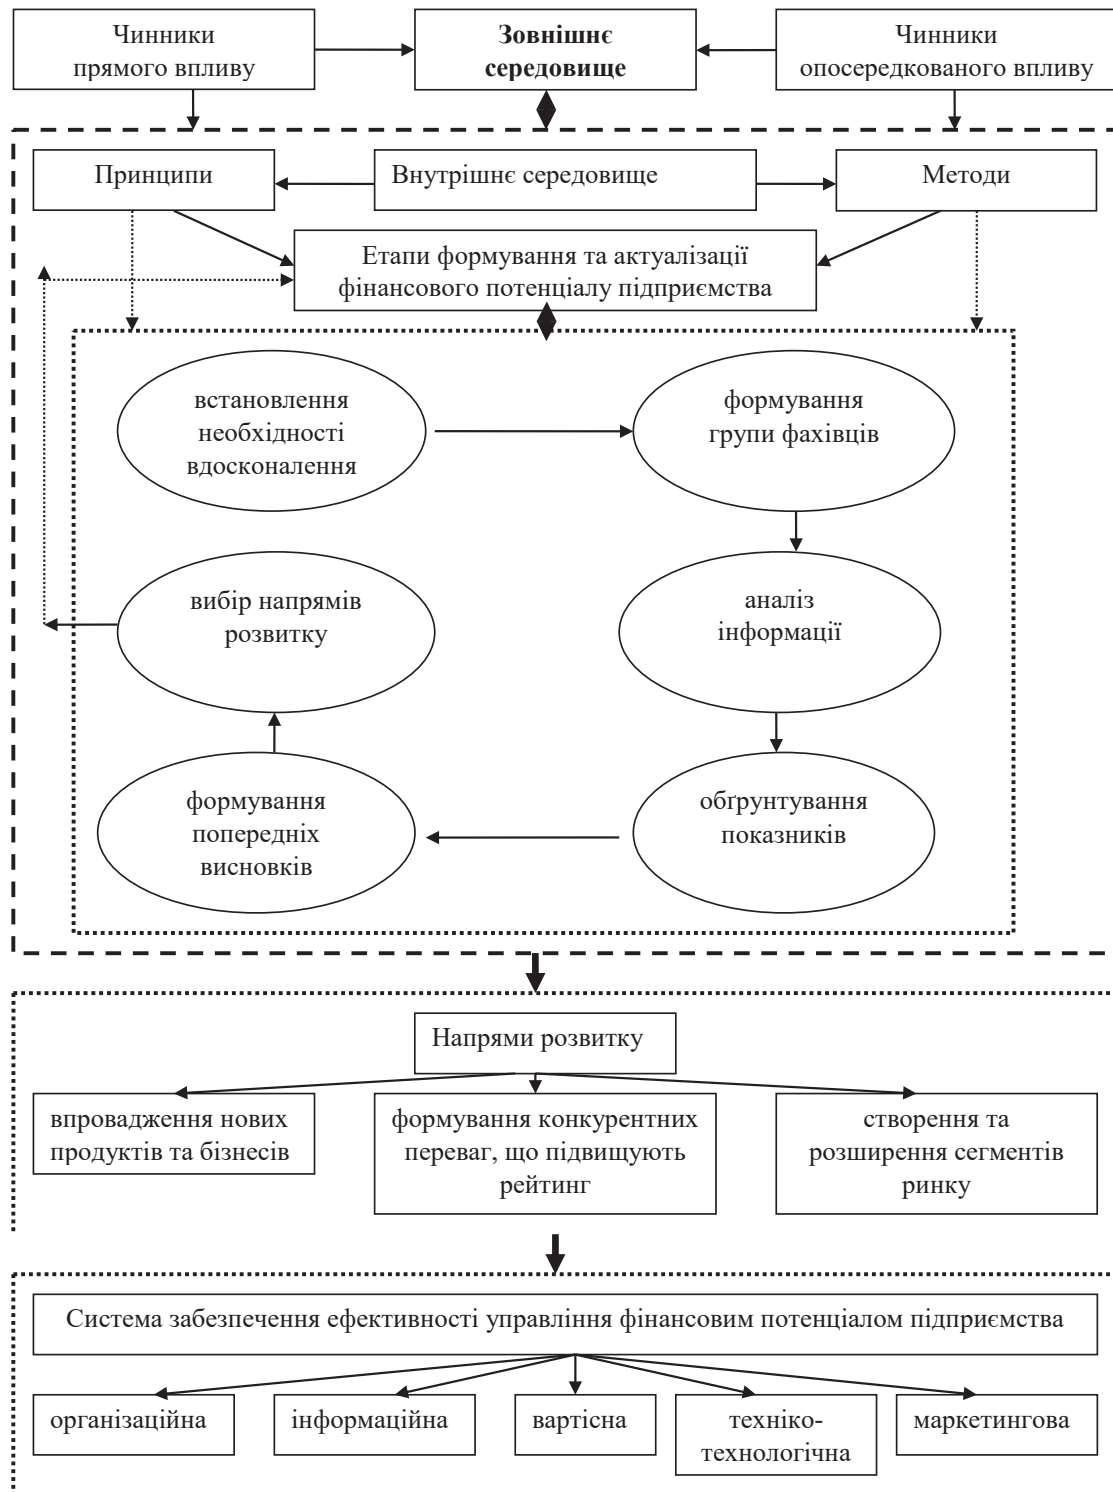 Чинники
прямого впливу
Зовнішнє
середовище
Чинники
опосередкованого впливу
Принципи
Внутрішнє середовище
Методи
Етапи формування та актуалізації
фінансового потенціалу підприємства
встановлення
необхідності
вдосконалення
формування
групи фахівців
вибір напрямів
розвитку
аналіз
інформації
формування
попередніх
висновків
обґрунтування
показників
Напрями розвитку
впровадження нових
продуктів та бізнесів
формування конкурентних
переваг, що підвищують
рейтинг
створення та
розширення сегментів
ринку
Система забезпечення ефективності управління фінансовим потенціалом підприємства
організаційна
інформаційна
вартісна
техніко-
технологічна
маркетингова